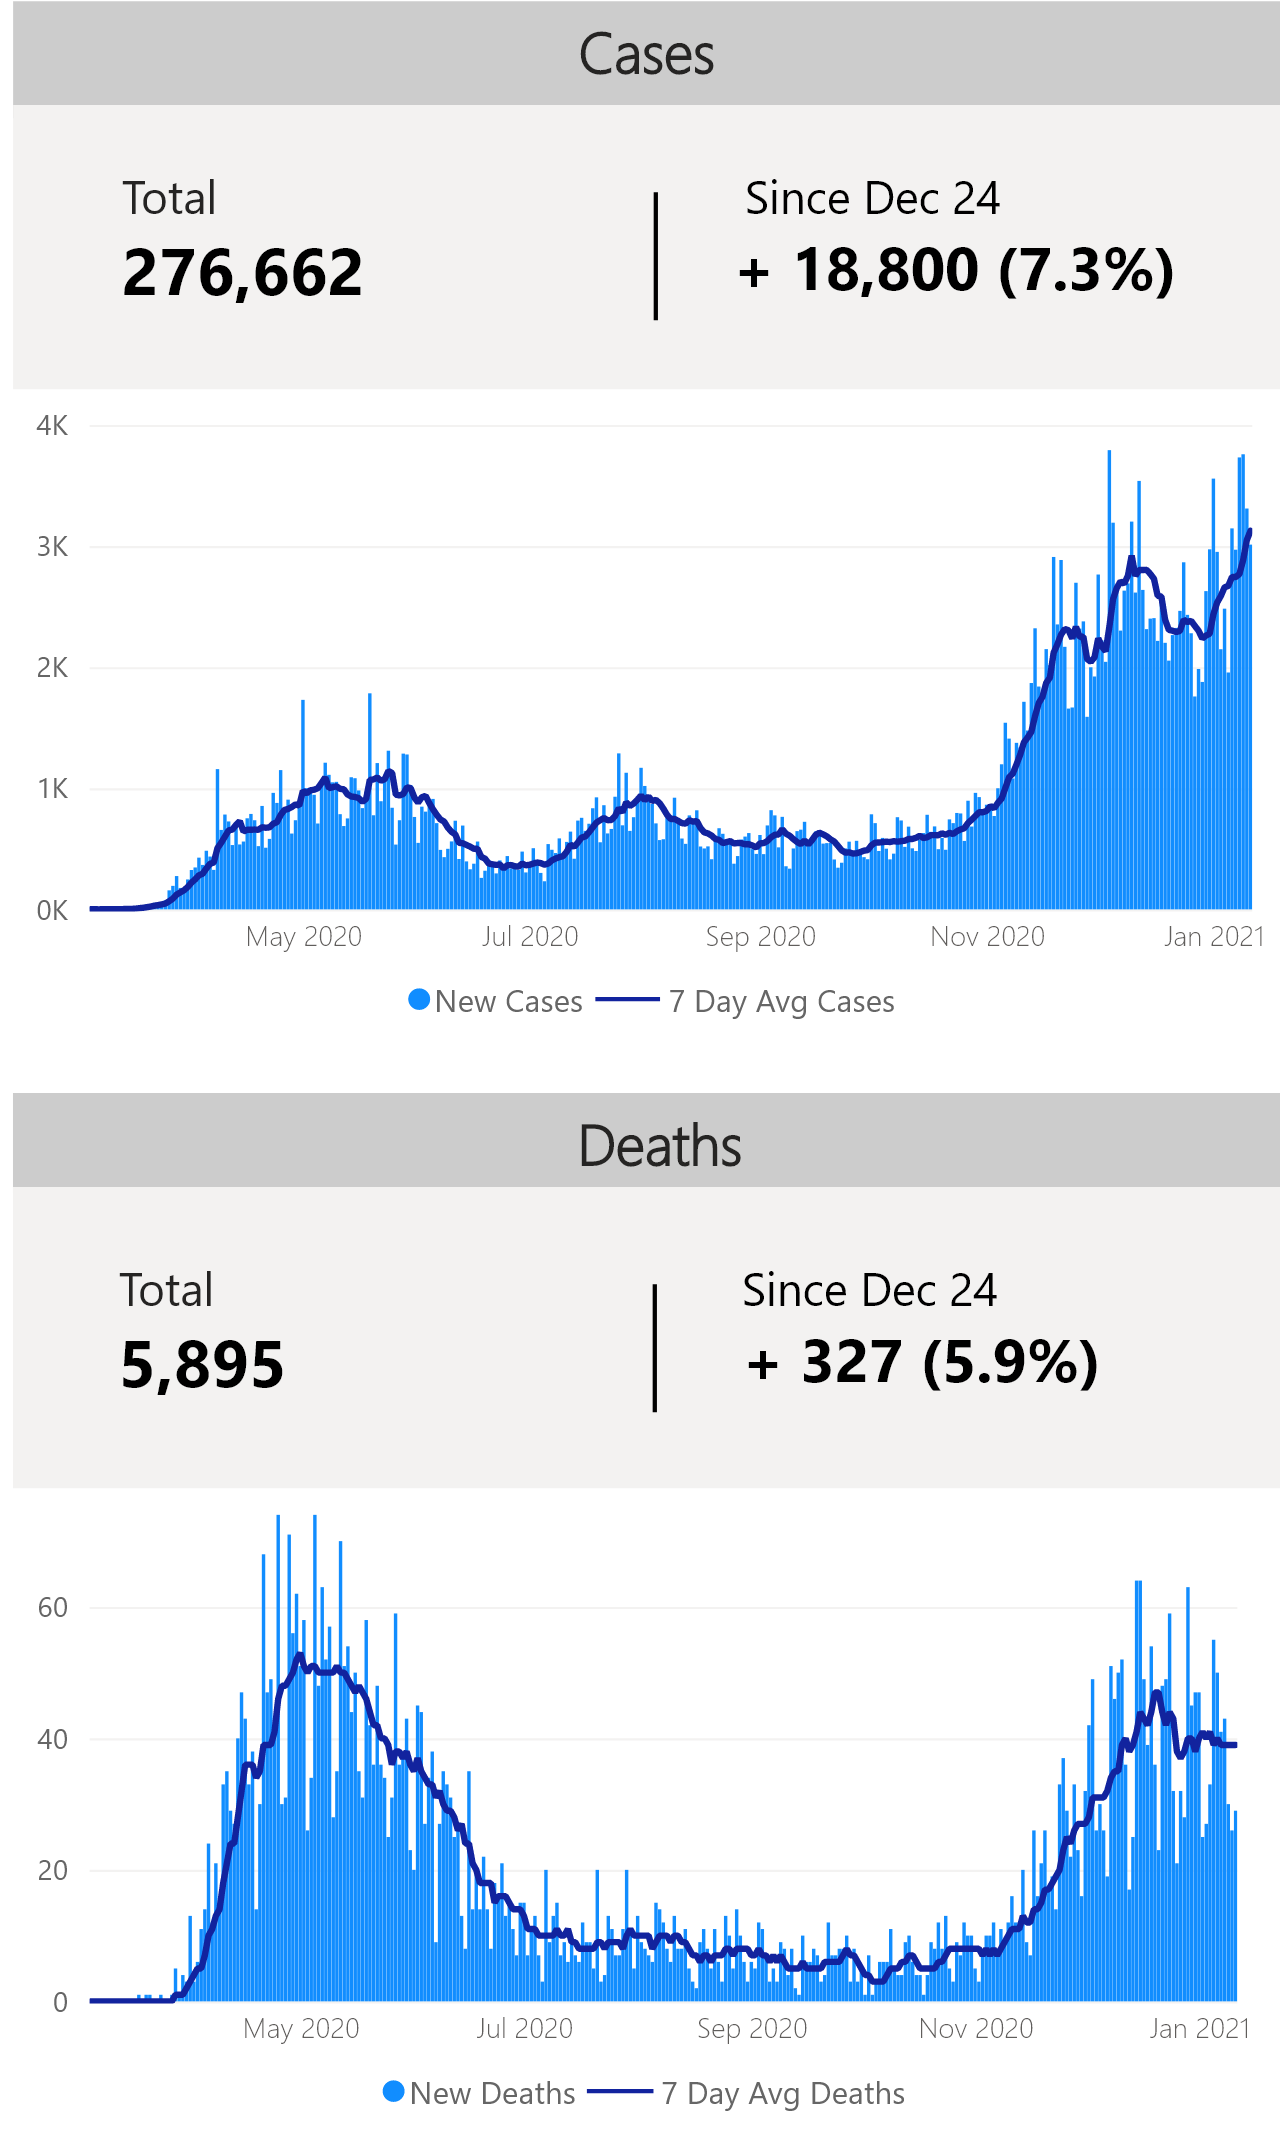 Cases
Total
Since Dec 24
276,662
+ 18,800 (7.3%)
4K
3K
2K
1K
0K
May 2020
Jul 2020
Sep 2020
Nov 2020
Jan 2021
New Cases
7 Day Avg Cases
Deaths
Total
Since Dec 24
5,895
+ 327 (5.9%)
60
40
20
0
May 2020
Jul 2020
Sep 2020
Nov 2020
Jan 2021
New Deaths
7 Day Avg Deaths